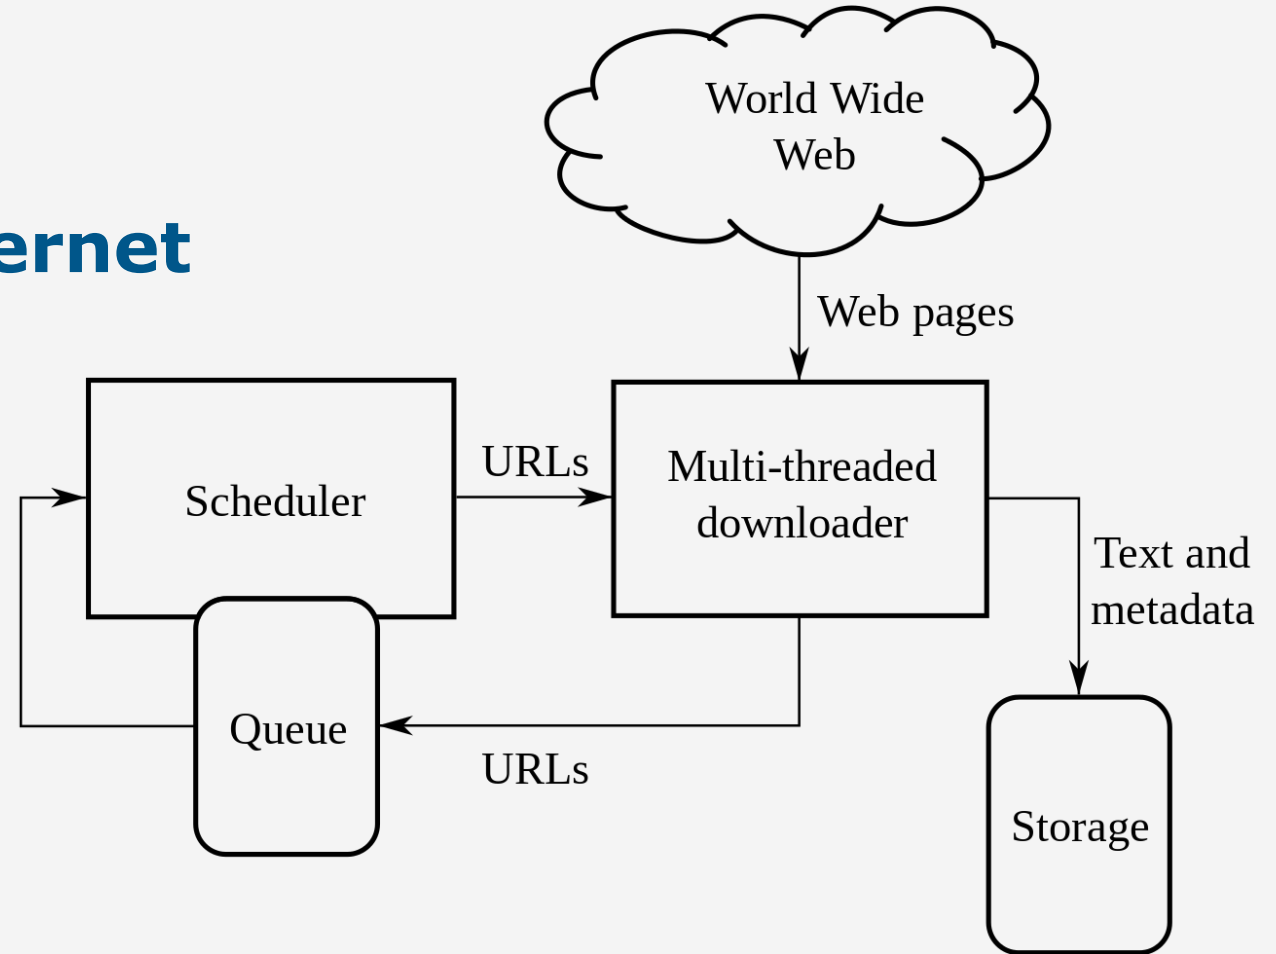 World Wide
Web
ernet
Web pages
URLs
Multi-threaded
downloader
Scheduler
Text and
metadata
Queue
URLs
Storage